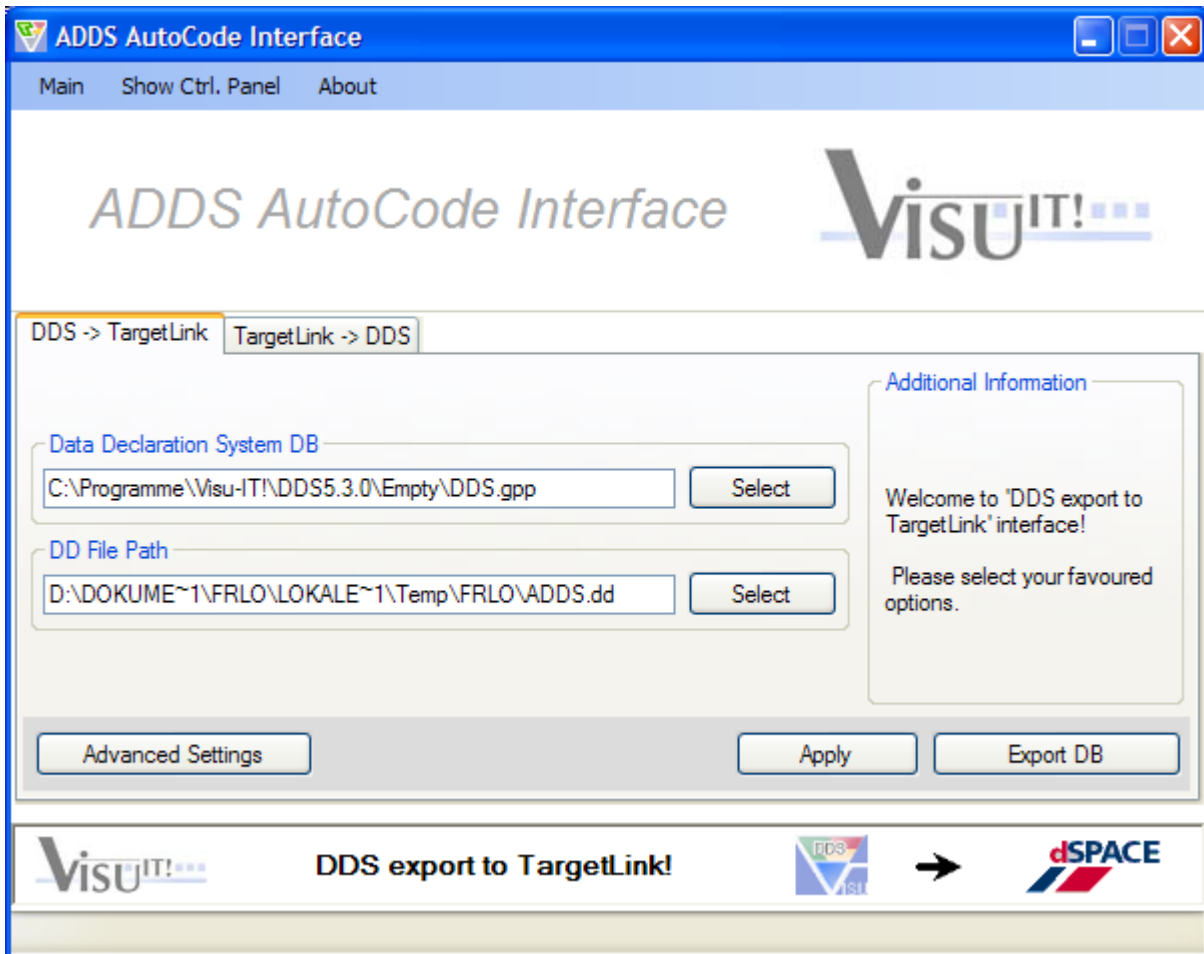 ADDS AutoCode Interface
Main Show Ctrl. Panel About
ADDS AutoCode Interface
VISU IT!
DDS -> TargetLink TargetLink -> DDS
Additional Information
Data Declaration System DB
C:\Programme\Visu-IT!\DDS5.3.0\Empty\DDS.gpp Select
Welcome to "DDS export to
TargetLink" interface!
DD File Path
D:\DOKUME~1\FRLO\LOKALE~1\Temp\FRLO\ADDS.dd Select
Please select your favoured
options.
Advanced Settings Apply Export DB
VISU IT! DDS export to TargetLink! DDS VISU dSPACE